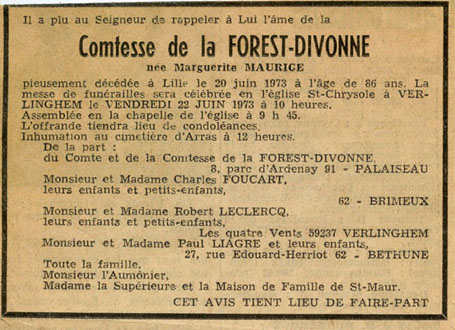 Il a plu au Seigneur de rappeler à Lui l'âme de la
Comtesse de la FOREST-DIVONNE
née Marguerite MAURICE
pieusement décédée à Lille le 20 juin 1973 à l'âge de 86 ans. La
messe de funérailles sera célébrée en l'église St-Chrysole à VER-
LINGHEM le VENDREDI 22 JUIN 1973 à 10 heures.
Assemblée en la chapelle de l'église à 9 h 45.
L'offrande tiendra lieu de condoléances.
Inhumation au cimetière d'Arras à 12 heures.
De la part :
du Comte et de la Comtesse de la FOREST-DIVONNE,
8, parc d'Ardenay 91 - PALAISEAU
Monsieur et Madame Charles FOUCART,
leurs enfants et petits-enfants,
62 - BRIMEUX
Monsieur et Madame Robert LECLERCQ,
leurs enfants et petits-enfants,
Les quatre Vents 59237 VERLINGHEM
Monsieur et Madame Paul LIAGRE et leurs enfants,
27, rue Edouard-Herriot 62 - BETHUNE
Toute la famille,
Monsieur l'Aumônier,
Madame la Supérieure et la Maison de Famille de St-Maur.
CET AVIS TIENT LIEU DE FAIRE-PART